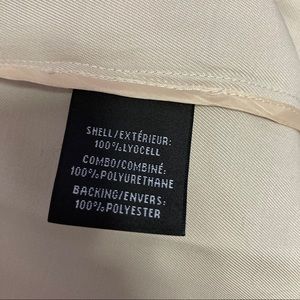 SHELL/EXTÉRIEUR:
100%LYOCELL
COMBO/COMBINÉ:
100%POLYURETHANE
BACKING/ENVERS:
100%POLYESTER